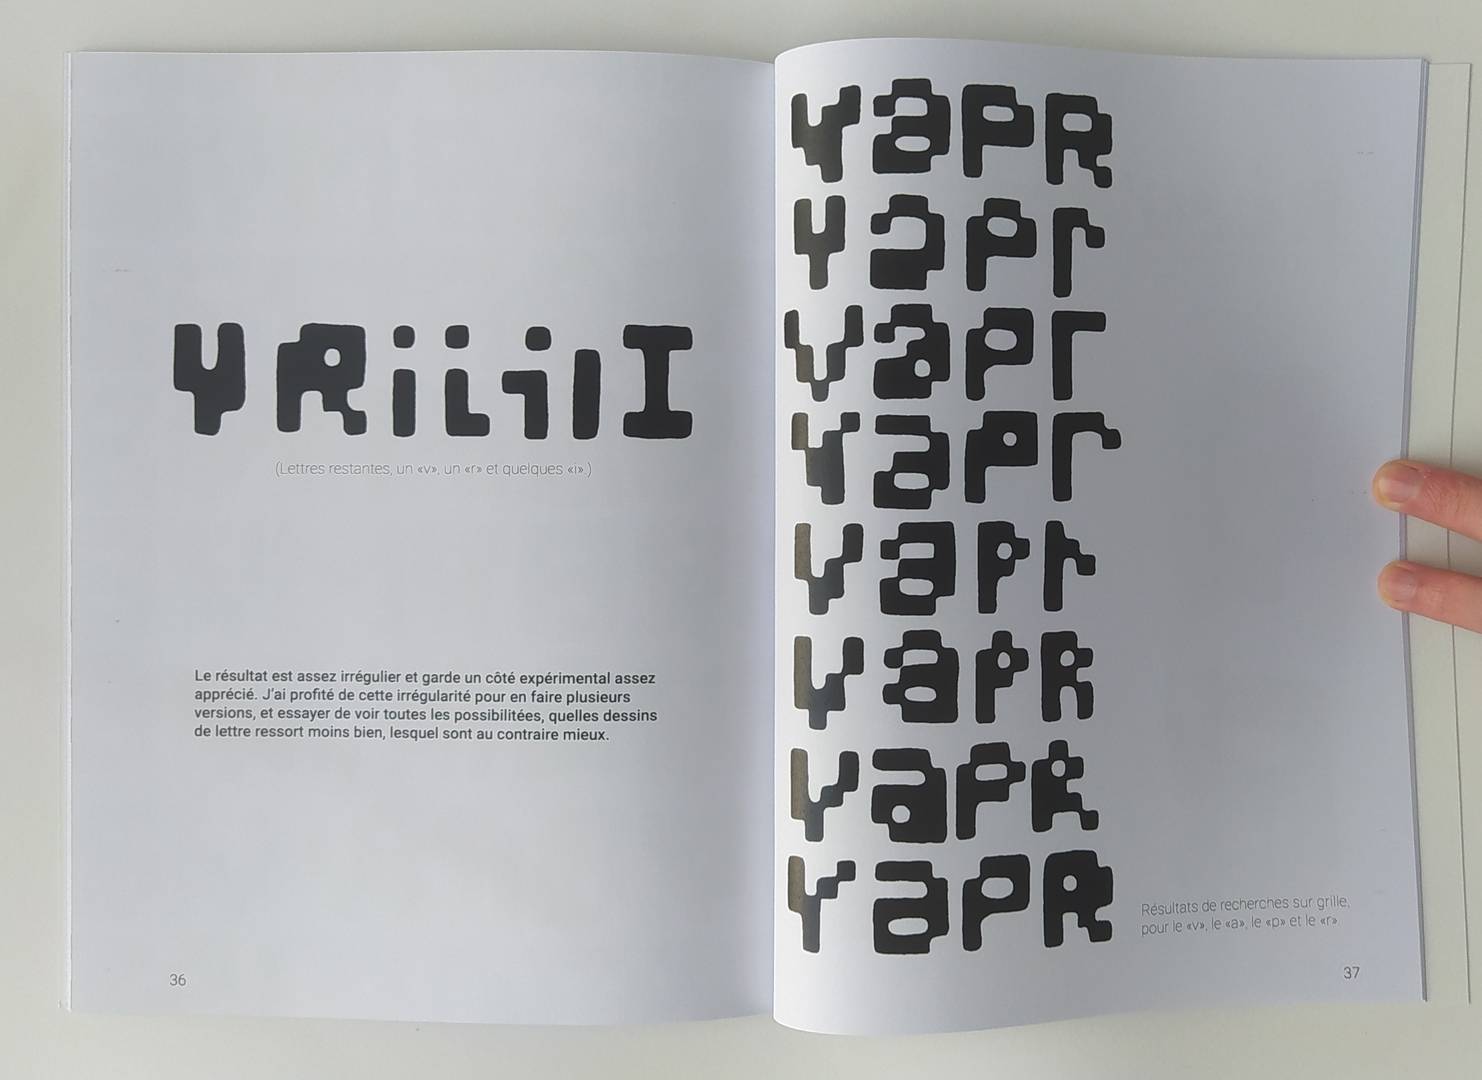 vriiiiI
(Lettres restantes, un «v», un «r» et quelques «i».)
Le résultat est assez irrégulier et garde un côté expérimental assez
apprécié. J'ai profité de cette irrégularité pour en faire plusieurs
versions, et essayer de voir toutes les possibilitées, quelles dessins
de lettre ressort moins bien, lesquel sont au contraire mieux.
36
vapr
vapr
vapr
vapr
vapr
vapr
vapr
vapr
Résultats de recherches sur grille,
pour le «v», le «a», le «p» et le «r»
37